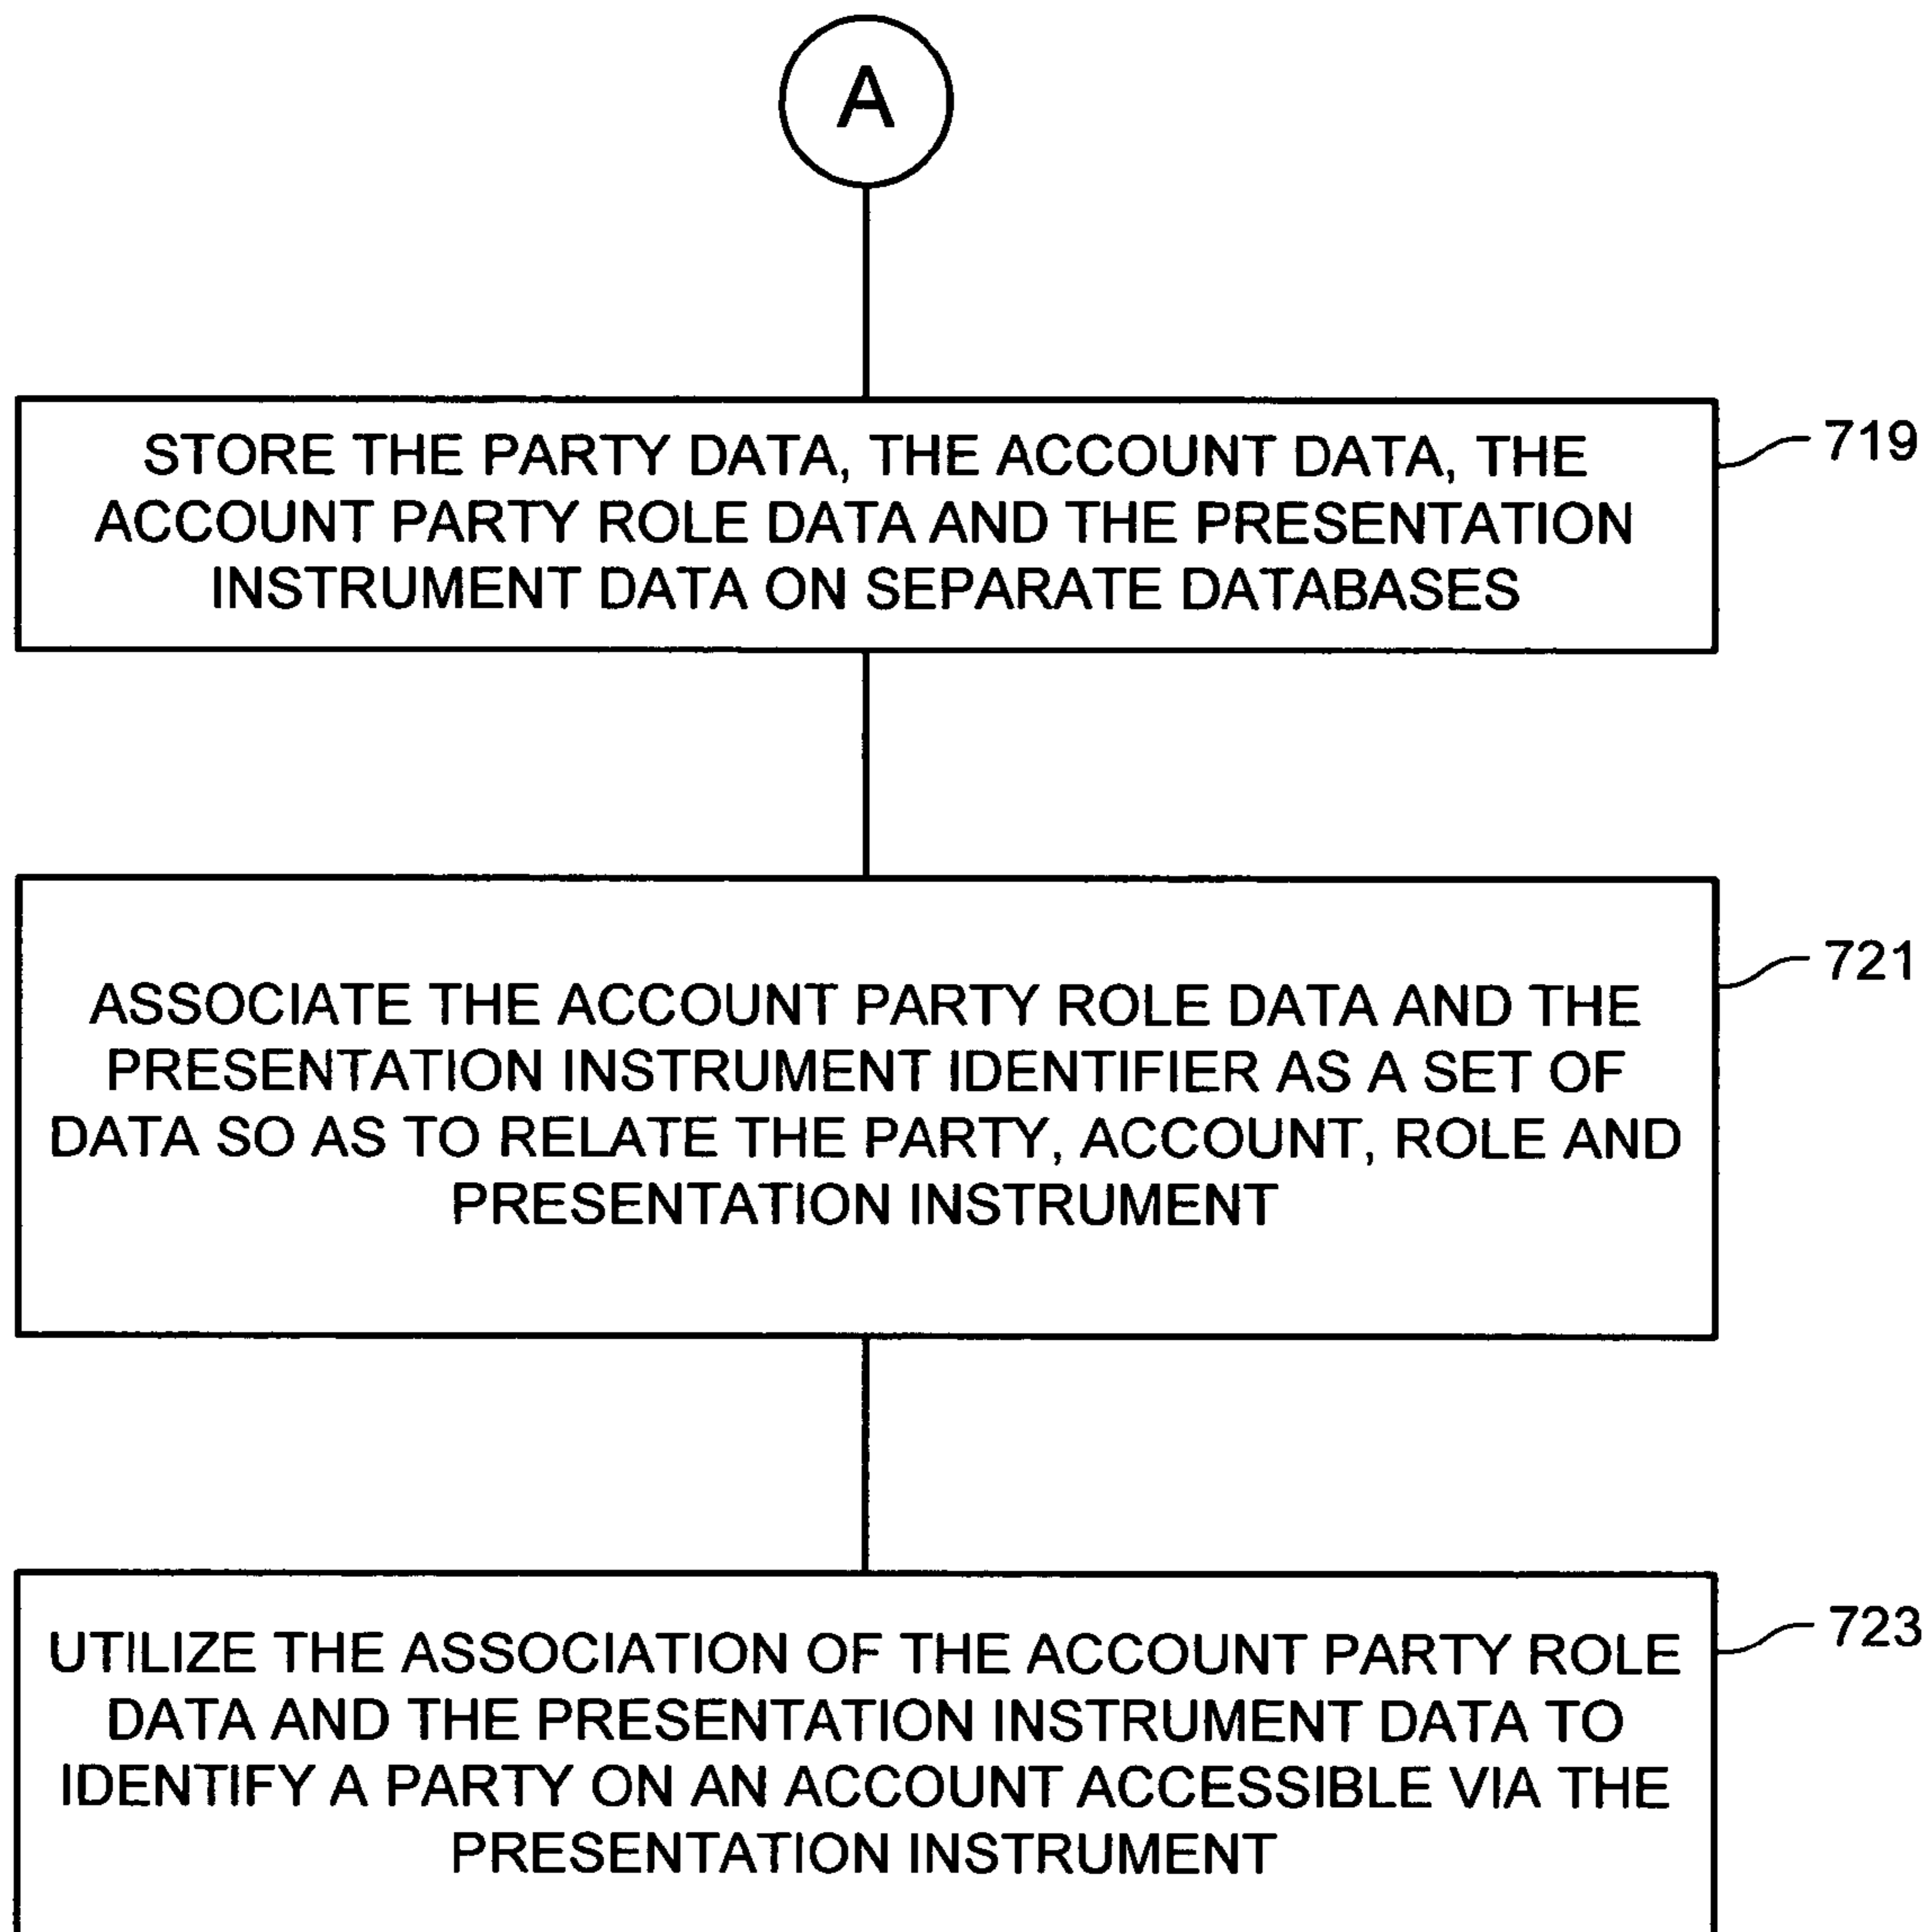 A
STORE THE PARTY DATA, THE ACCOUNT DATA, THE
ACCOUNT PARTY ROLE DATA AND THE PRESENTATION
INSTRUMENT DATA ON SEPARATE DATABASES
719
ASSOCIATE THE ACCOUNT PARTY ROLE DATA AND THE
PRESENTATION INSTRUMENT IDENTIFIER AS A SET OF
DATA SO AS TO RELATE THE PARTY, ACCOUNT, ROLE AND
PRESENTATION INSTRUMENT
721
UTILIZE THE ASSOCIATION OF THE ACCOUNT PARTY ROLE
DATA AND THE PRESENTATION INSTRUMENT DATA TO
IDENTIFY A PARTY ON AN ACCOUNT ACCESSIBLE VIA THE
PRESENTATION INSTRUMENT
723